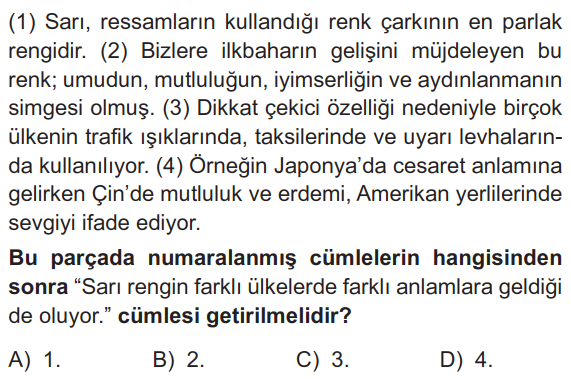 (1) Sarı, ressamların kullandığı renk çarkının en parlak
rengidir. (2) Bizlere ilkbaharın gelişini müjdeleyen bu
renk; umudun, mutluluğun, iyimserliğin ve aydınlanmanın
simgesi olmuş. (3) Dikkat çekici özelliği nedeniyle birçok
ülkenin trafik ışıklarında, taksilerinde ve uyarı levhaların-
da kullanılıyor. (4) Örneğin Japonya’da cesaret anlamına
gelirken Çin’de mutluluk ve erdemi, Amerikan yerlilerinde
sevgiyi ifade ediyor.
Bu parçada numaralanmış cümlelerin hangisinden
sonra “Sarı rengin farklı ülkelerde farklı anlamlara geldiği
de oluyor.” cümlesi getirilmelidir?
A) 1. B) 2. C) 3. D) 4.